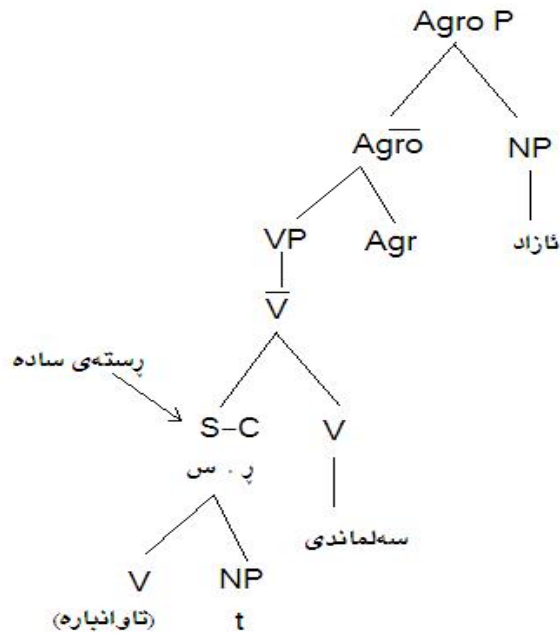 Agro P
Agro̅ NP
ئازاد
VP Agr
V̅
ڕستەی سادە
S–C V
ڕ . س
سەلماندی
V NP
(تاوانبارە) t